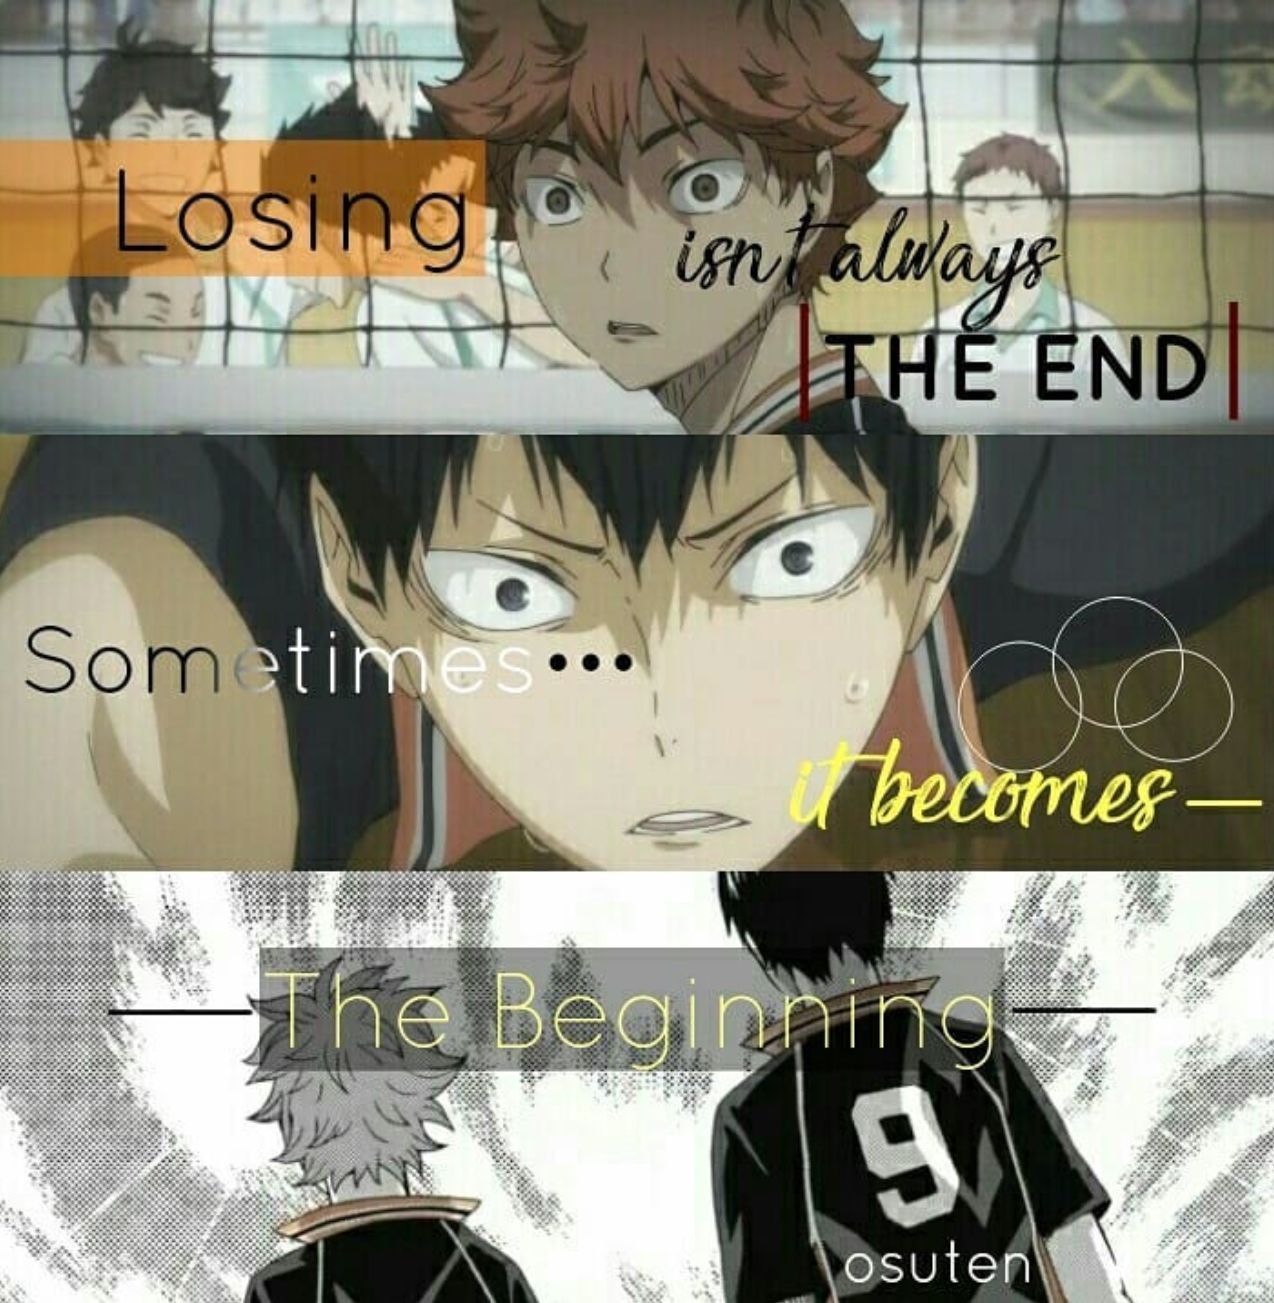 Losing
isn't always
THE END
Sometimes•••
it becomes —
The Beginning
9
osuten